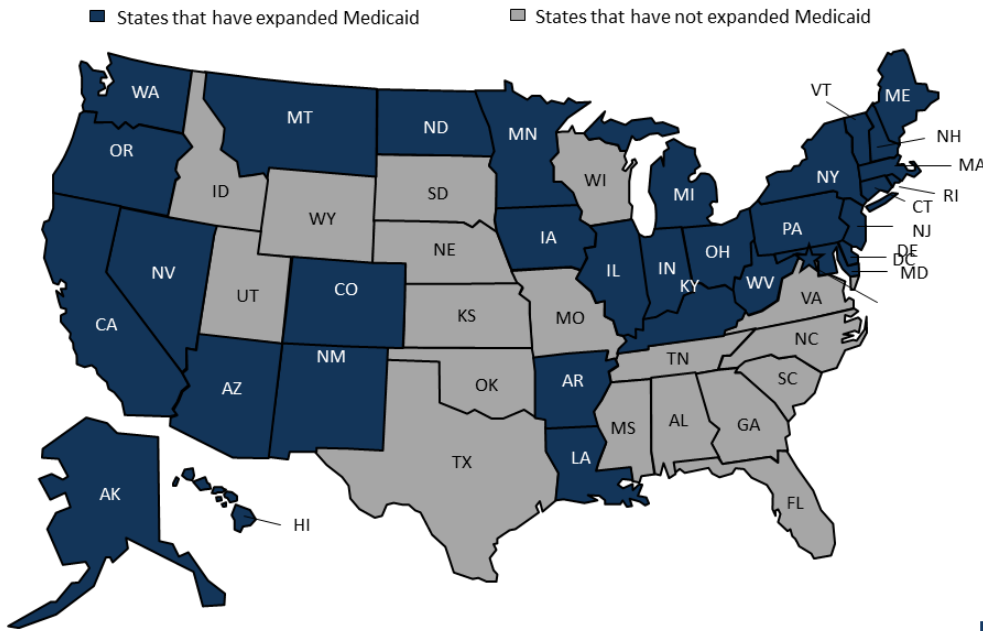 States that have expanded Medicaid
States that have not expanded Medicaid
WA
MT
ND
MN
VT
ME
OR
NH
MA
ID
SD
WI
NY
RI
WY
MI
CT
IA
PA
NJ
NE
OH
DE
DC
NV
IL
IN
MD
UT
CO
KY
WV
VA
CA
KS
MO
NC
NM
TN
AZ
OK
AR
SC
MS
AL
GA
TX
LA
AK
FL
HI